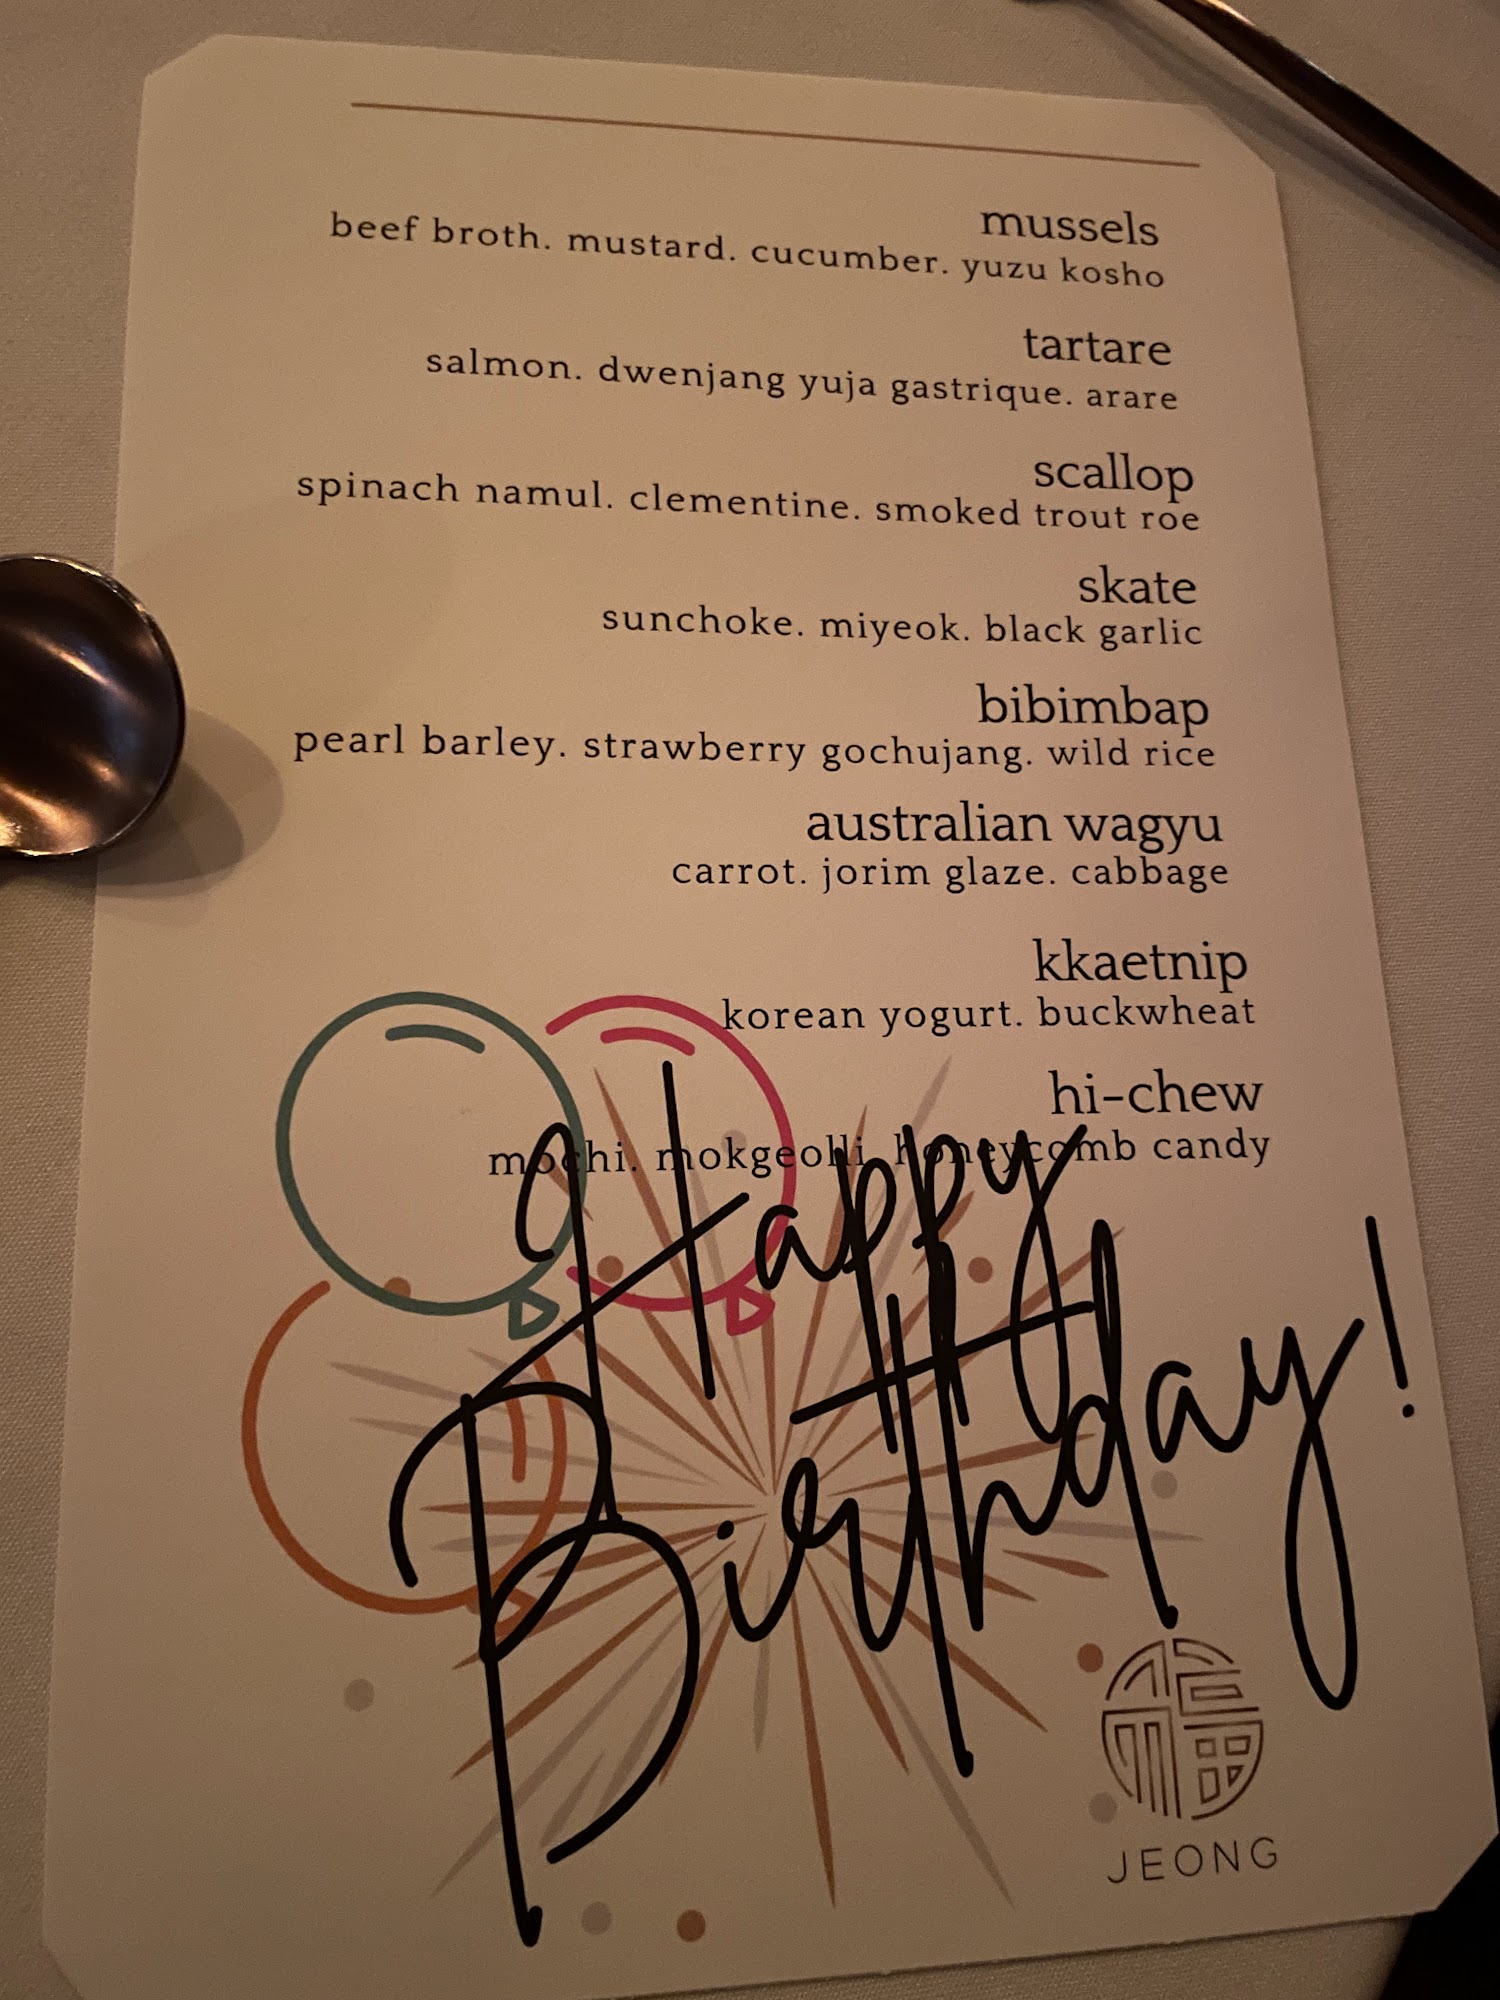 mussels
beef broth. mustard. cucumber. yuzu kosho
tartare
salmon. dwenjang yuja gastrique. arare
scallop
spinach namul. clementine. smoked trout roe
skate
sunchoke. miyeok. black garlic
bibimbap
pearl barley. strawberry gochujang. wild rice
australian wagyu
carrot. jorim glaze. cabbage
kkaetnip
korean yogurt. buckwheat
hi-chew
mochi. mokgeolli. honeycomb candy
Happy
Birthday!
福
JEONG